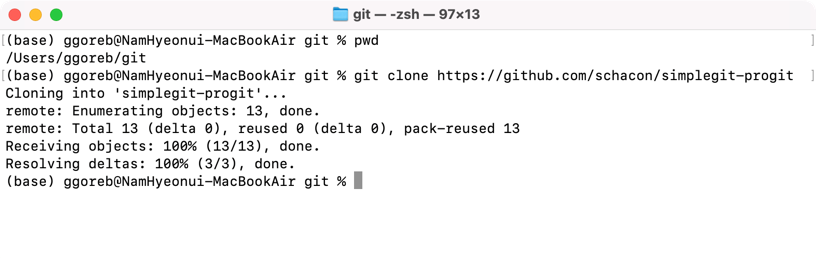 git — -zsh — 97×13
[(base) ggoreb@NamHyeonui-MacBookAir git % pwd ]
/Users/ggoreb/git
[(base) ggoreb@NamHyeonui-MacBookAir git % git clone https://github.com/schacon/simplegit-progit ]
Cloning into 'simplegit-progit'...
remote: Enumerating objects: 13, done.
remote: Total 13 (delta 0), reused 0 (delta 0), pack-reused 13
Receiving objects: 100% (13/13), done.
Resolving deltas: 100% (3/3), done.
(base) ggoreb@NamHyeonui-MacBookAir git %